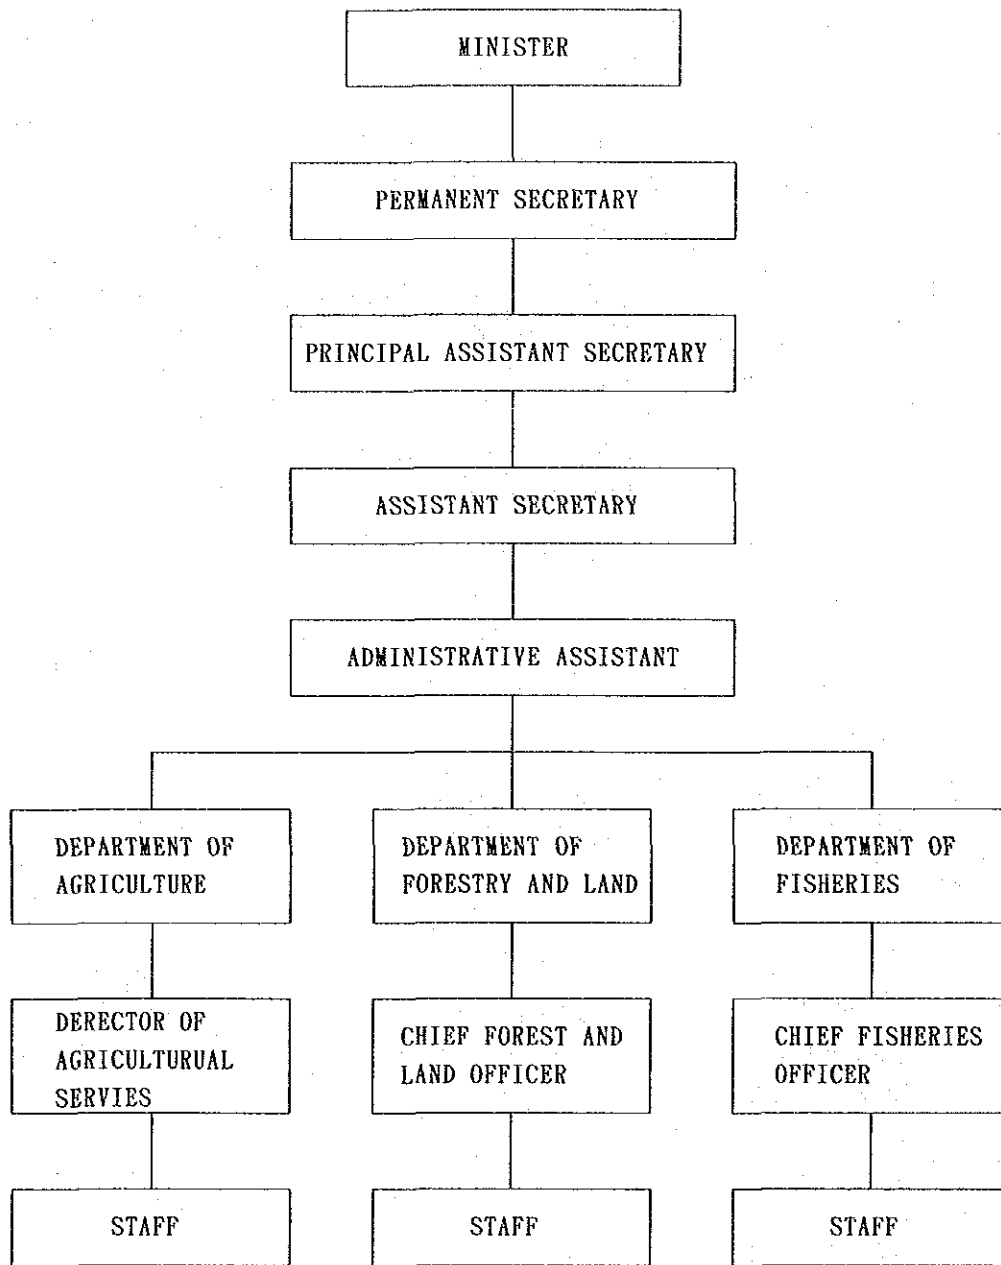 MINISTER
PERMANENT SECRETARY
PRINCIPAL ASSISTANT SECRETARY
ASSISTANT SECRETARY
ADMINISTRATIVE ASSISTANT
DEPARTMENT OF
AGRICULTURE
DEPARTMENT OF
FORESTRY AND LAND
DEPARTMENT OF
FISHERIES
DERECTOR OF
AGRICULTURUAL
SERVIES
CHIEF FOREST AND
LAND OFFICER
CHIEF FISHERIES
OFFICER
STAFF
STAFF
STAFF